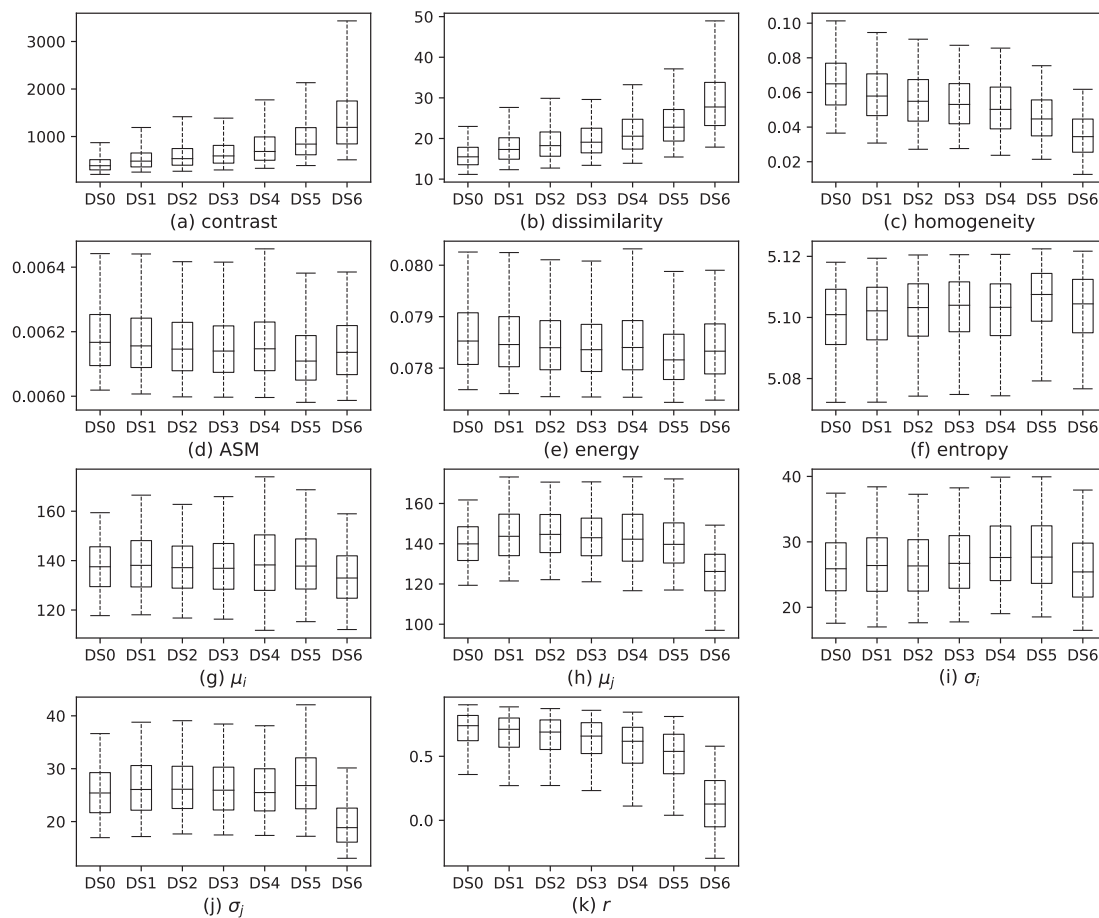 3000
2000
1000
DS0 DS1 DS2 DS3 DS4 DS5 DS6
(a) contrast
50
40
30
20
10
DS0 DS1 DS2 DS3 DS4 DS5 DS6
(b) dissimilarity
0.10
0.08
0.06
0.04
0.02
DS0 DS1 DS2 DS3 DS4 DS5 DS6
(c) homogeneity
0.0064
0.0062
0.0060
DS0 DS1 DS2 DS3 DS4 DS5 DS6
(d) ASM
0.080
0.079
0.078
DS0 DS1 DS2 DS3 DS4 DS5 DS6
(e) energy
5.12
5.10
5.08
DS0 DS1 DS2 DS3 DS4 DS5 DS6
(f) entropy
160
140
120
DS0 DS1 DS2 DS3 DS4 DS5 DS6
(g) μᵢ
160
140
120
100
DS0 DS1 DS2 DS3 DS4 DS5 DS6
(h) μⱼ
40
30
20
DS0 DS1 DS2 DS3 DS4 DS5 DS6
(i) σᵢ
40
30
20
DS0 DS1 DS2 DS3 DS4 DS5 DS6
(j) σⱼ
0.5
0.0
DS0 DS1 DS2 DS3 DS4 DS5 DS6
(k) r